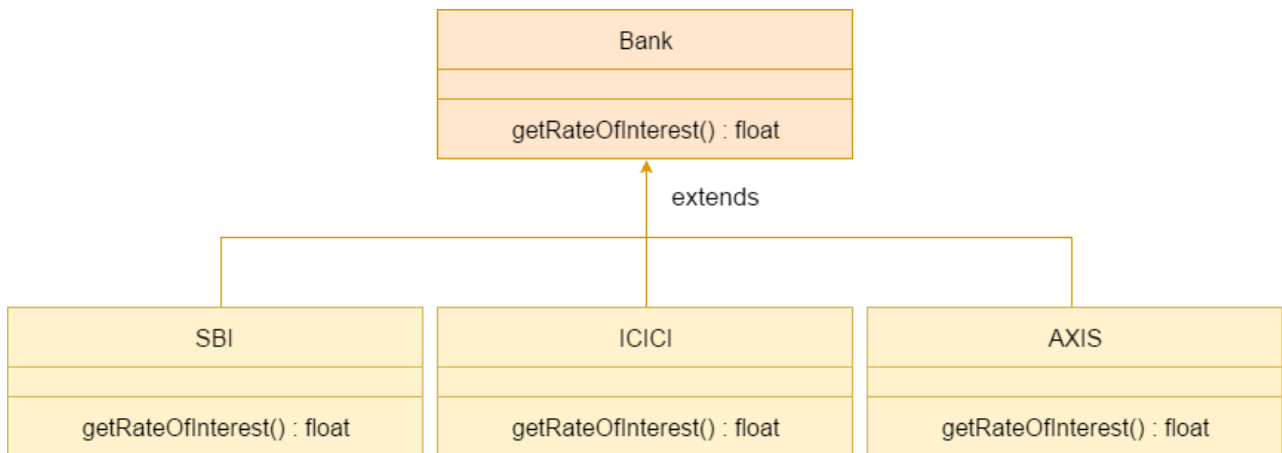 Bank
getRateOfInterest() : float
extends
SBI
ICICI
AXIS
getRateOfInterest() : float
getRateOfInterest() : float
getRateOfInterest() : float